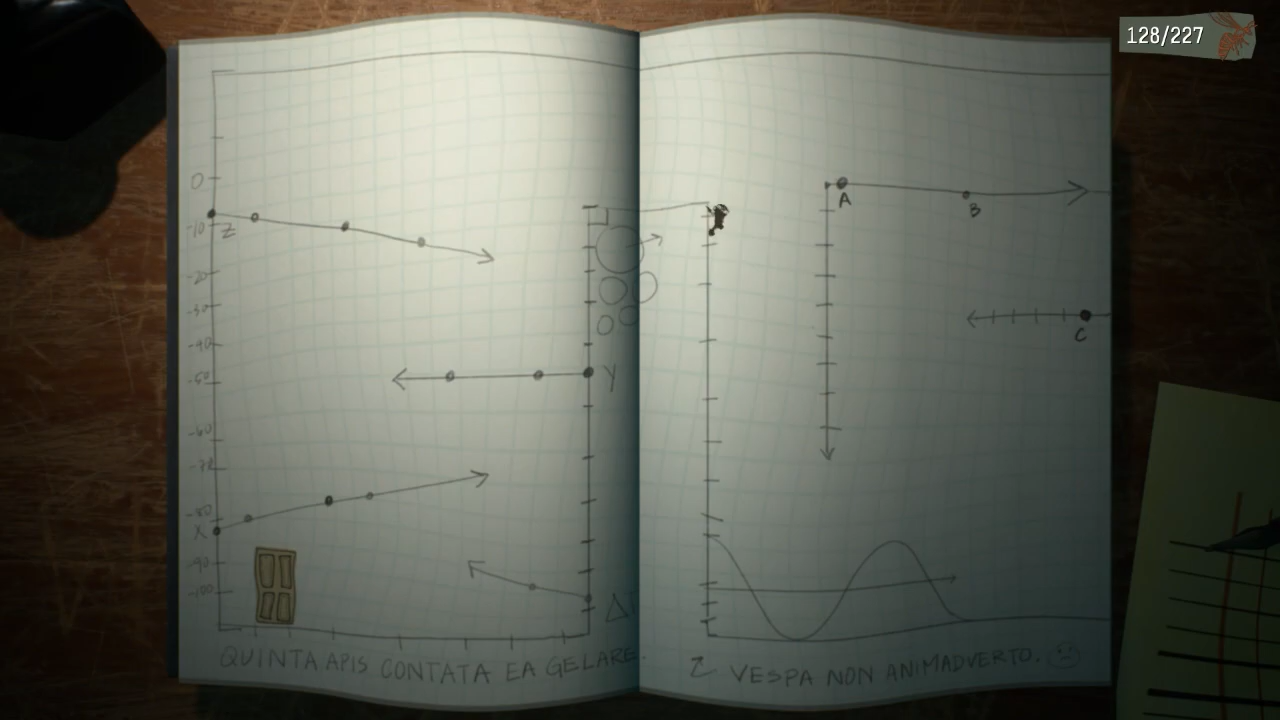 128/227
0
-10
Z
-20
-30
-40
-50
Y
-60
-70
-80
X
-90
-100
Δ
QUINTA APIS CONTATA EA GELARE.
A
B
C
Z VESPA NON ANIMADVERTO.